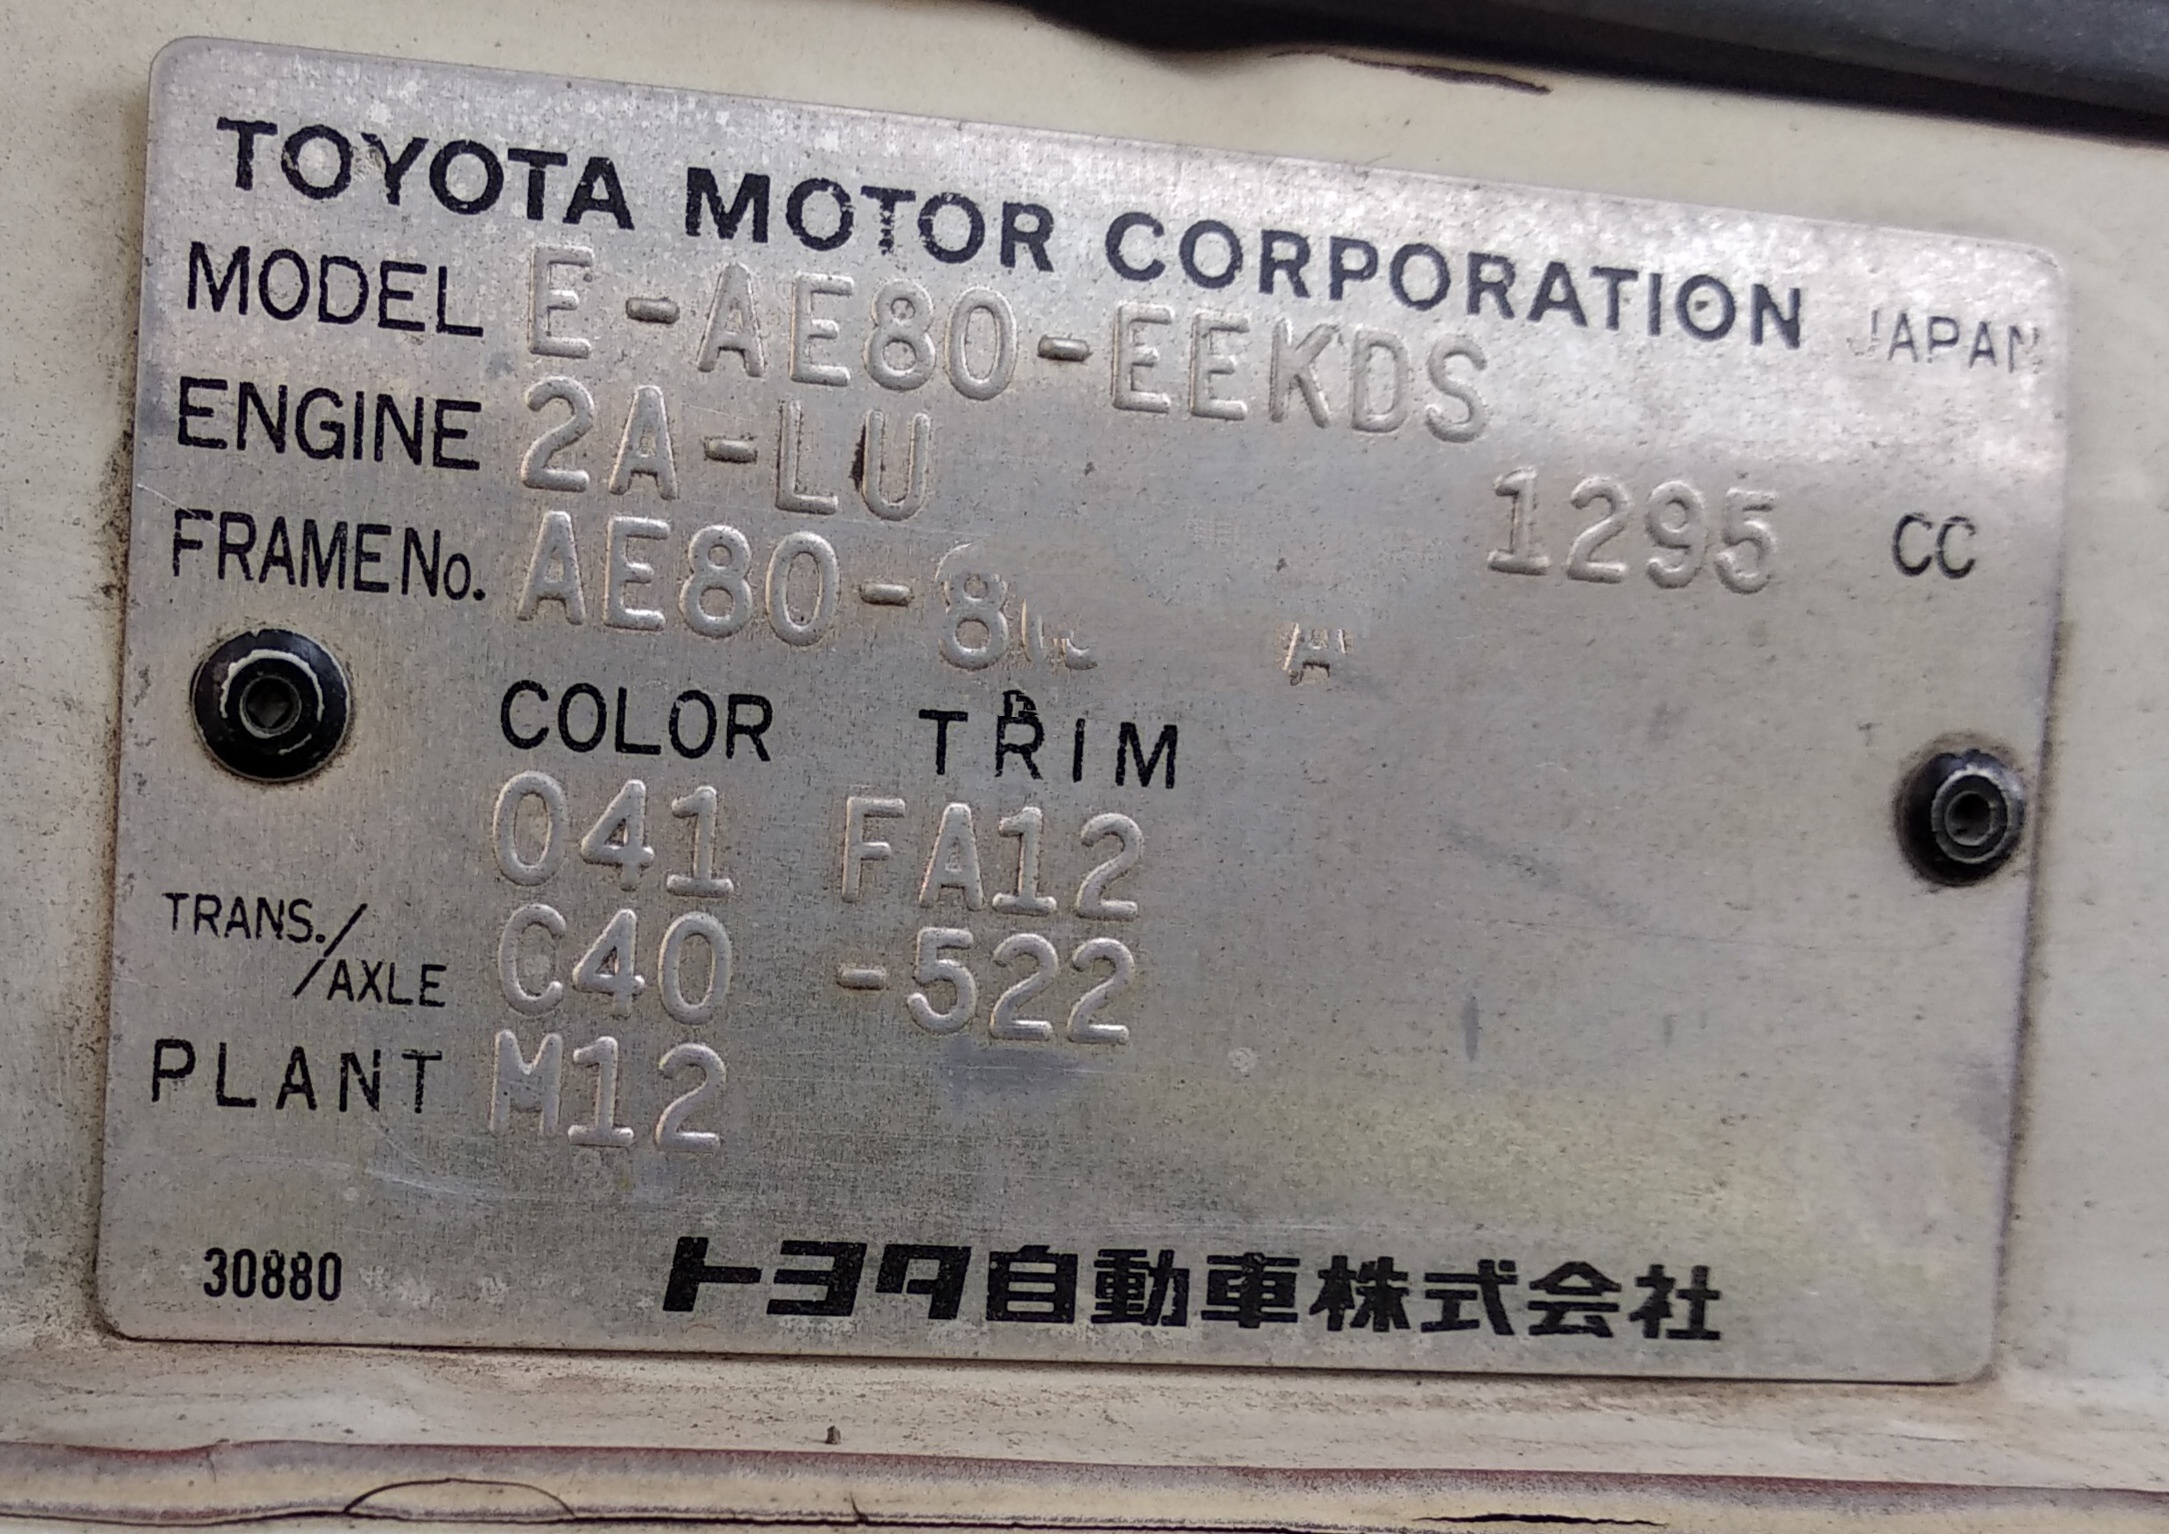 TOYOTA MOTOR CORPORATION JAPAN
MODEL E-AE80-EEKDS
ENGINE 2A-LU 1295 CC
FRAME No. AE80-8
COLOR TRIM
041 FA12
TRANS./AXLE C40 -522
PLANT M12
30880 トヨタ自動車株式会社